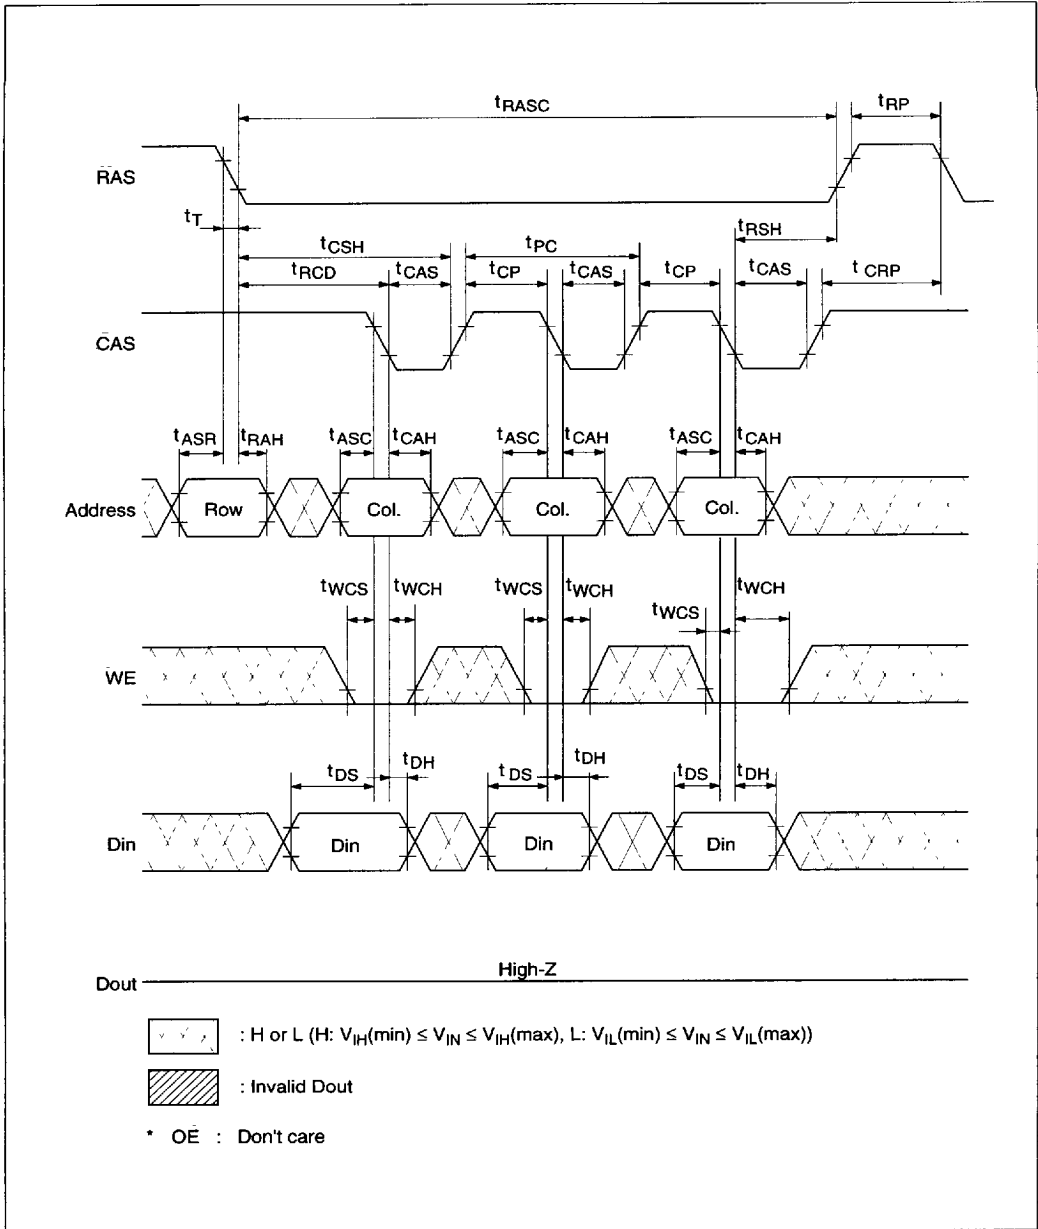 tRASC tRP
RAS
tT tRSH
tCSH tPC
tRCD tCAS tCP tCAS tCP tCAS tCRP
CAS
tASR tRAH tASC tCAH tASC tCAH tASC tCAH
Address Row Col. Col. Col.
tWCS tWCH tWCS tWCH tWCS tWCH
WE
tDS tDH tDS tDH tDS tDH
Din Din Din Din
High-Z
Dout
: H or L (H: VIH(min) ≤ VIN ≤ VIH(max), L: VIL(min) ≤ VIN ≤ VIL(max))
: Invalid Dout
* OE : Don't care